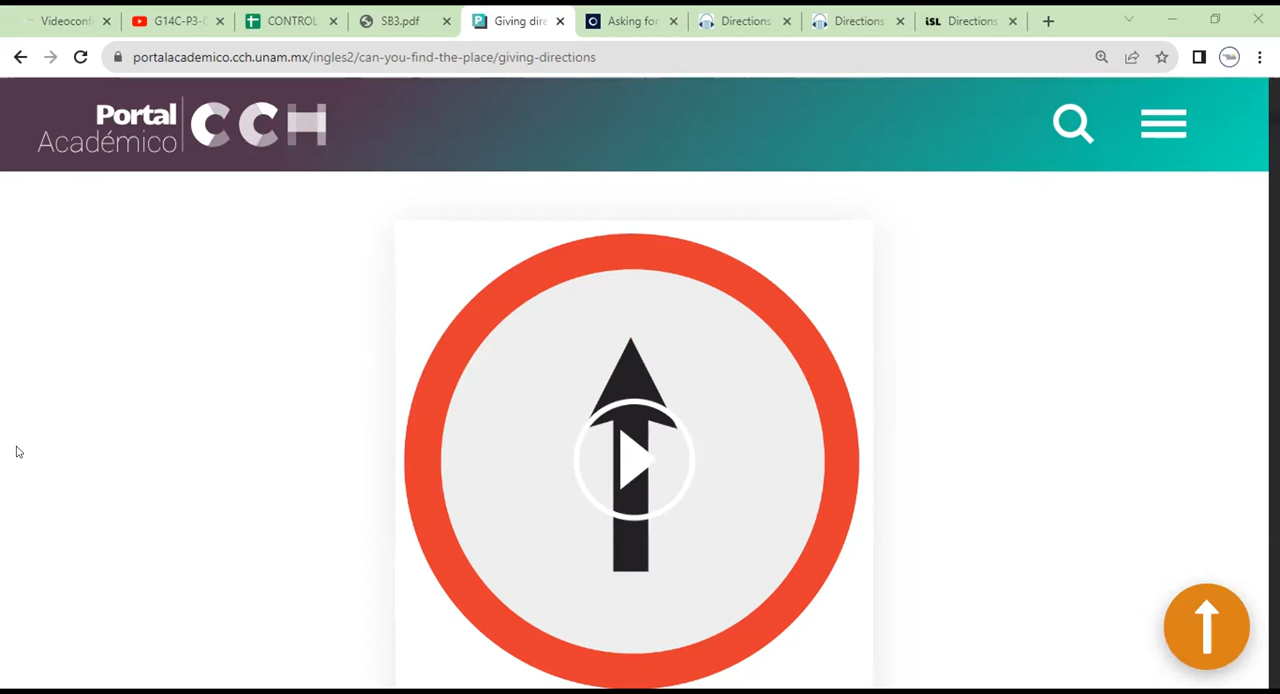 Videoconf
G14C-P3-
CONTROL
SB3.pdf
Giving dire
Asking for
Directions
Directions
iSL Directions
portalacademico.cch.unam.mx/ingles2/can-you-find-the-place/giving-directions
Portal
Académico
CCH